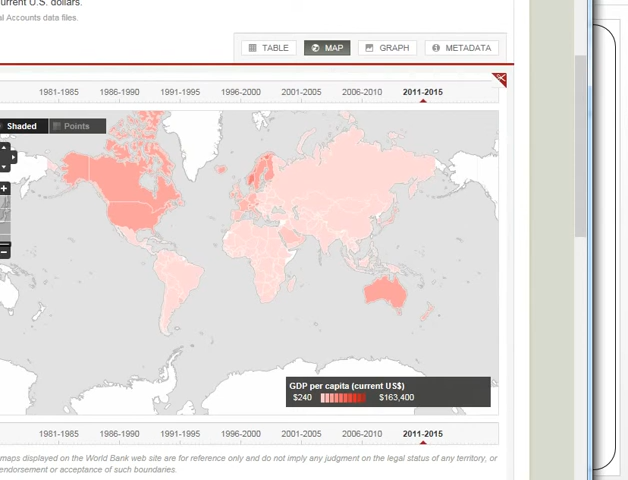 urrent U.S. dollars.
al Accounts data files.
TABLE MAP GRAPH METADATA
1981-1985 1986-1990 1991-1995 1996-2000 2001-2005 2006-2010 2011-2015
Shaded Points
GDP per capita (current US$)
$240 $163,400
1981-1985 1986-1990 1991-1995 1996-2000 2001-2005 2006-2010 2011-2015
maps displayed on the World Bank web site are for reference only and do not imply any judgment on the legal status of any territory, or
endorsement or acceptance of such boundaries.